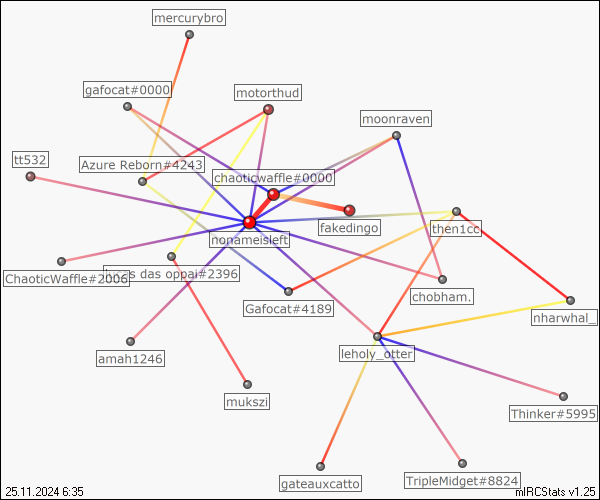 mercurybro
gafocat#0000
motorthud
moonraven
tt532
Azure Reborn#4243
chaoticwaffle#0000
fakedingo
then1cc
nonameisleft
ChaoticWaffle#2006
das oppai#2396
chobham.
Gafocat#4189
nharwhal_
leholy_otter
amah1246
mukszi
Thinker#5995
gateauxcatto
TripleMidget#8824
25.11.2024 6:35
mIRCStats v1.25